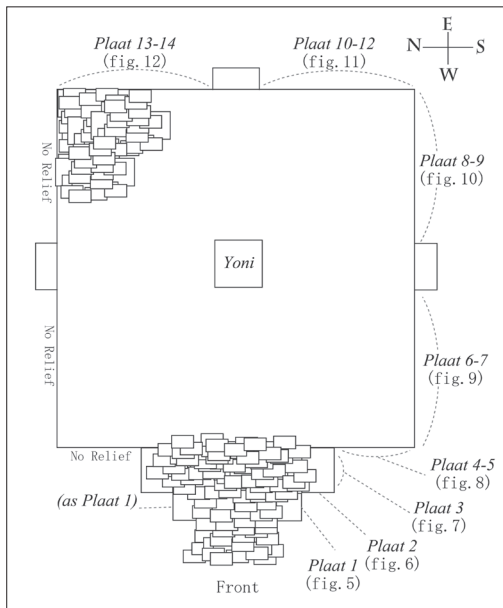 Plaat 13-14
(fig. 12)
Plaat 10-12
(fig. 11)
E
N
S
W
No Relief
Plaat 8-9
(fig. 10)
Yoni
No Relief
Plaat 6-7
(fig. 9)
No Relief
Plaat 4-5
(fig. 8)
(as Plaat 1)
Plaat 3
(fig. 7)
Plaat 2
(fig. 6)
Plaat 1
(fig. 5)
Front